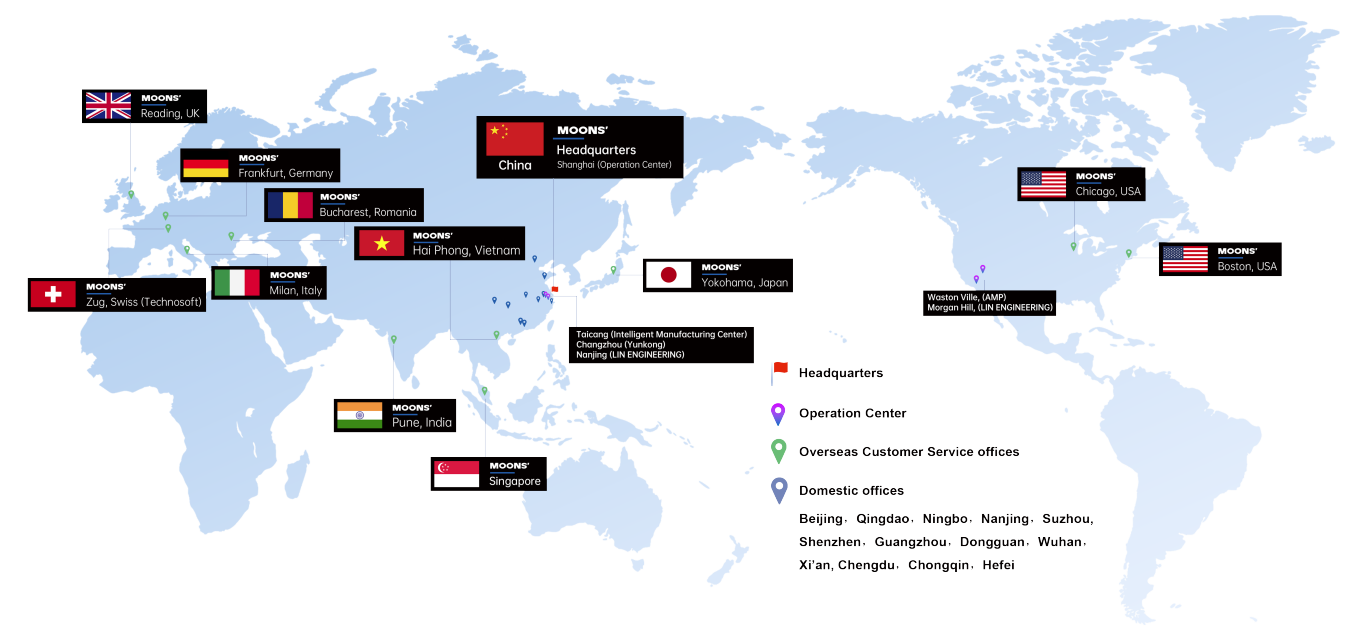 MOONS'
Reading, UK
MOONS'
Frankfurt, Germany
MOONS'
Bucharest, Romania
MOONS'
Hai Phong, Vietnam
MOONS'
Zug, Swiss (Technosoft)
MOONS'
Milan, Italy
MOONS'
Headquarters
China
Shanghai (Operation Center)
MOONS'
Yokohama, Japan
Taicang (Intelligent Manufacturing Center)
Changzhou (Yunkong)
Nanjing (LIN ENGINEERING)
MOONS'
Pune, India
MOONS'
Singapore
MOONS'
Chicago, USA
MOONS'
Boston, USA
Waston Ville, (AMP)
Morgan Hill, (LIN ENGINEERING)
Headquarters
Operation Center
Overseas Customer Service offices
Domestic offices
Beijing， Qingdao， Ningbo， Nanjing， Suzhou,
Shenzhen， Guangzhou， Dongguan， Wuhan，
Xi'an, Chengdu， Chongqin， Hefei